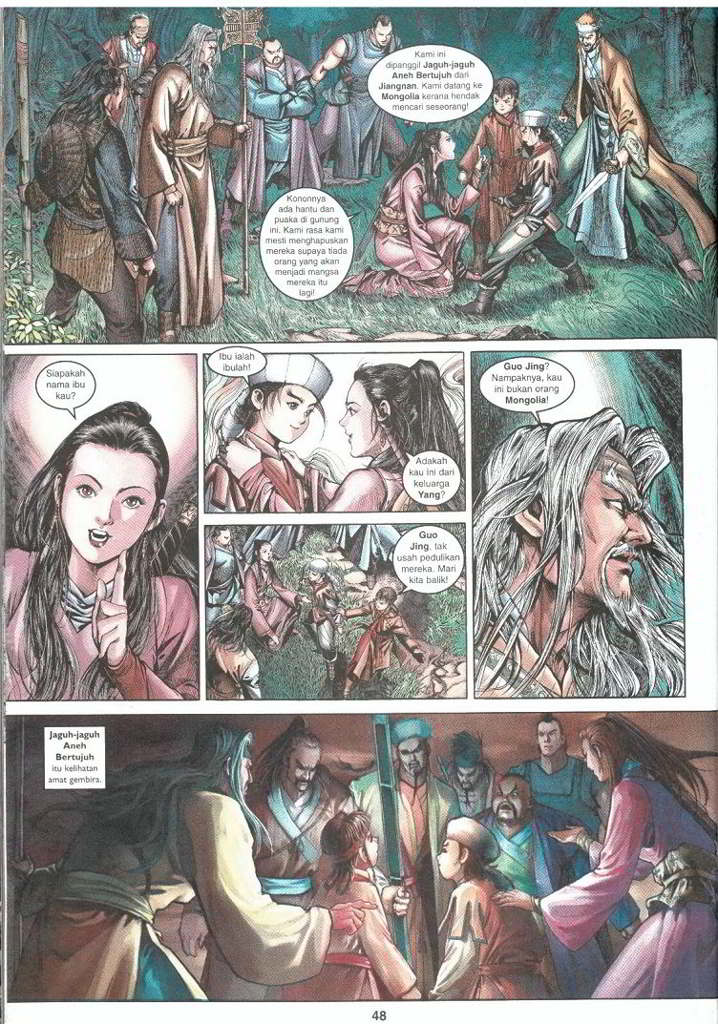 Kami ini
dipanggil Jaguh-jaguh
Aneh Bertujuh dari
Jiangnan. Kami datang ke
Mongolia kerana hendak
mencari seseorang!
Kononnya
ada hantu dan
puaka di gunung
ini. Kami rasa kami
mesti menghapuskan
mereka supaya tiada
orang yang akan
menjadi mangsa
mereka itu
lagi!
Siapakah
nama ibu
kau?
Ibu ialah
ibulah!
Adakah
kau ini dari
keluarga
Yang?
Guo
Jing, tak
usah pedulikan
mereka. Mari
kita balik!
Guo Jing?
Nampaknya, kau
ini bukan orang
Mongolia!
Jaguh-jaguh
Aneh
Bertujuh
itu kelihatan
amat gembira.
48